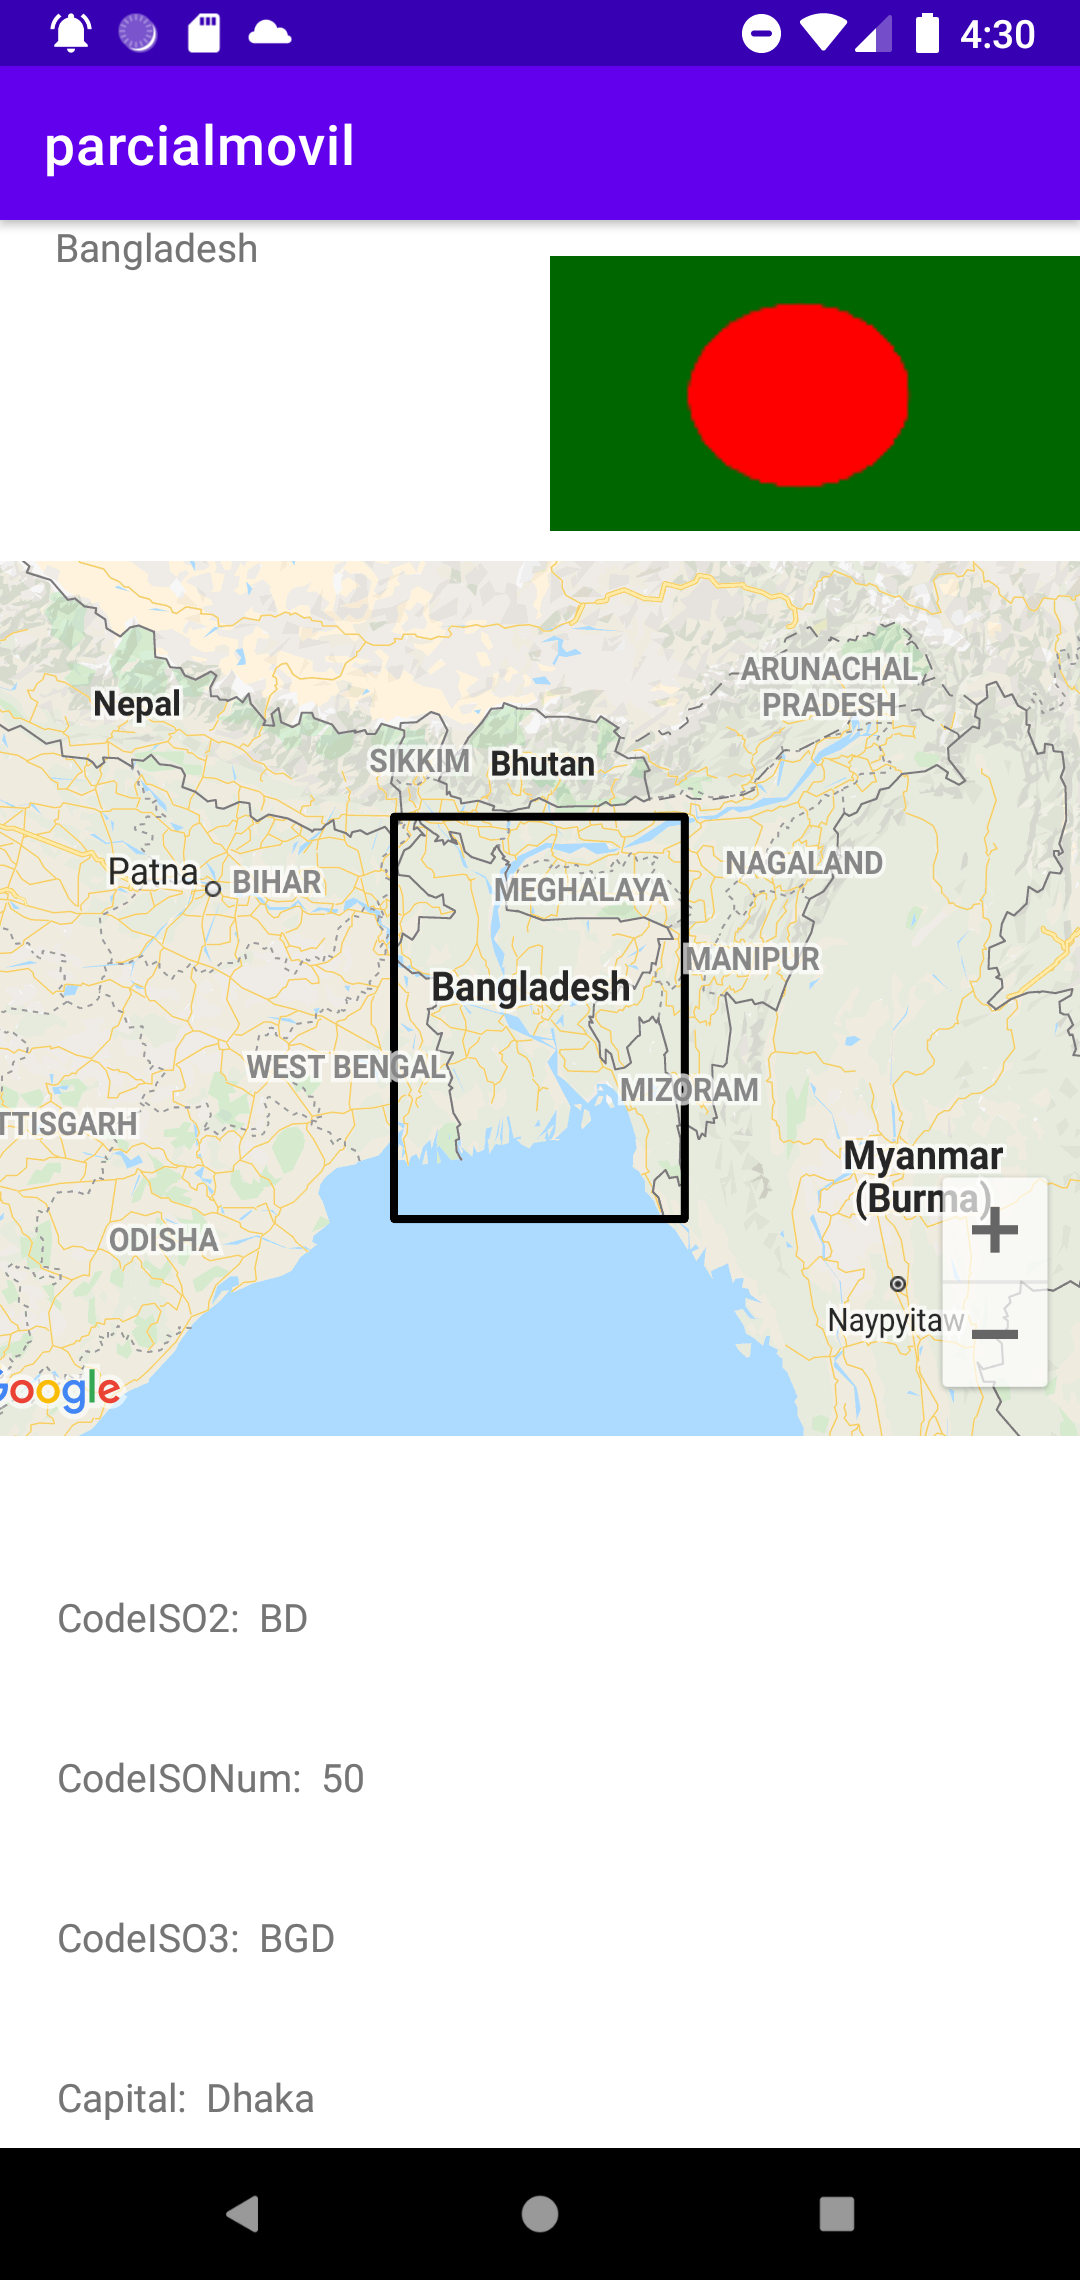 4:30
parcialmovil
Bangladesh
ARUNACHAL
PRADESH
Nepal
SIKKIM
Bhutan
Patna
BIHAR
NAGALAND
MEGHALAYA
MANIPUR
Bangladesh
WEST BENGAL
MIZORAM
TTISGARH
Myanmar
(Burma)
ODISHA
Naypyitaw
Google
CodeISO2: BD
CodeISONum: 50
CodeISO3: BGD
Capital: Dhaka